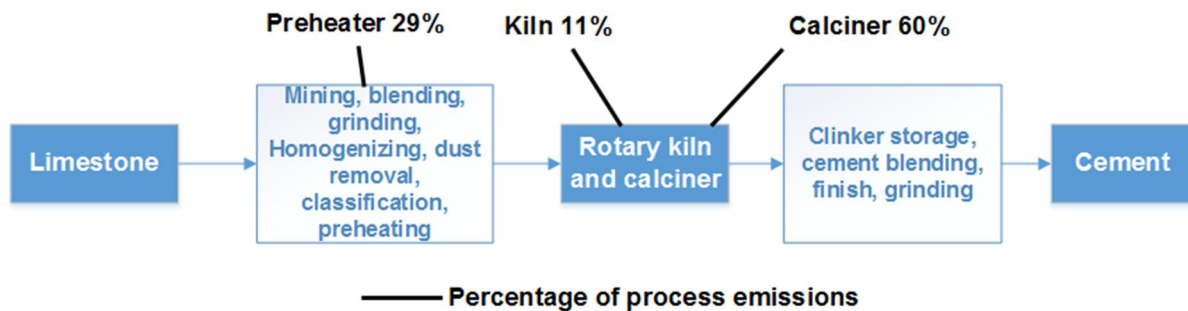 Preheater 29%
Kiln 11%
Calciner 60%
Limestone
Mining, blending,
grinding,
Homogenizing, dust
removal,
classification,
preheating
Rotary kiln
and calciner
Clinker storage,
cement blending,
finish, grinding
Cement
Percentage of process emissions